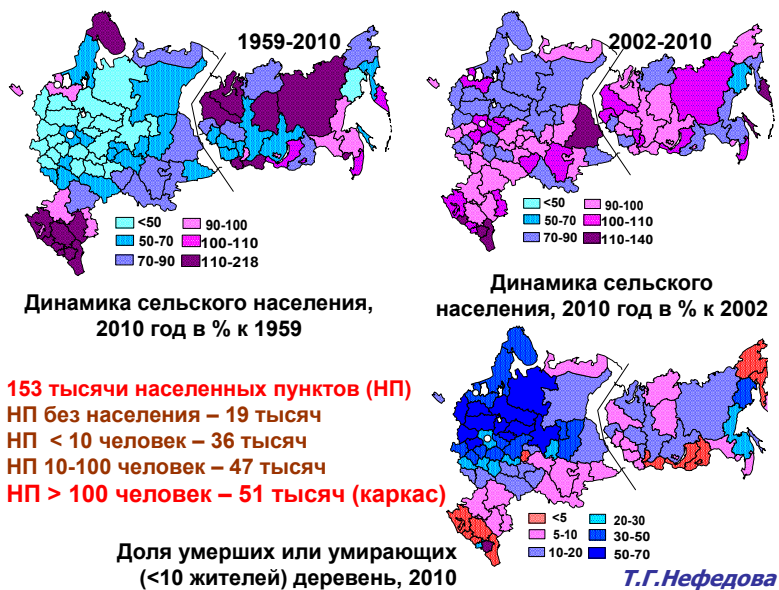 1959-2010
<50
50-70
70-90
90-100
100-110
110-218
Динамика сельского населения,
2010 год в % к 1959
2002-2010
<50
50-70
70-90
90-100
100-110
110-140
Динамика сельского
населения, 2010 год в % к 2002
153 тысячи населенных пунктов (НП)
НП без населения – 19 тысяч
НП < 10 человек – 36 тысяч
НП 10-100 человек – 47 тысяч
НП > 100 человек – 51 тысяч (каркас)
<5
5-10
10-20
20-30
30-50
50-70
Доля умерших или умирающих
(<10 жителей) деревень, 2010
Т.Г.Нефедова